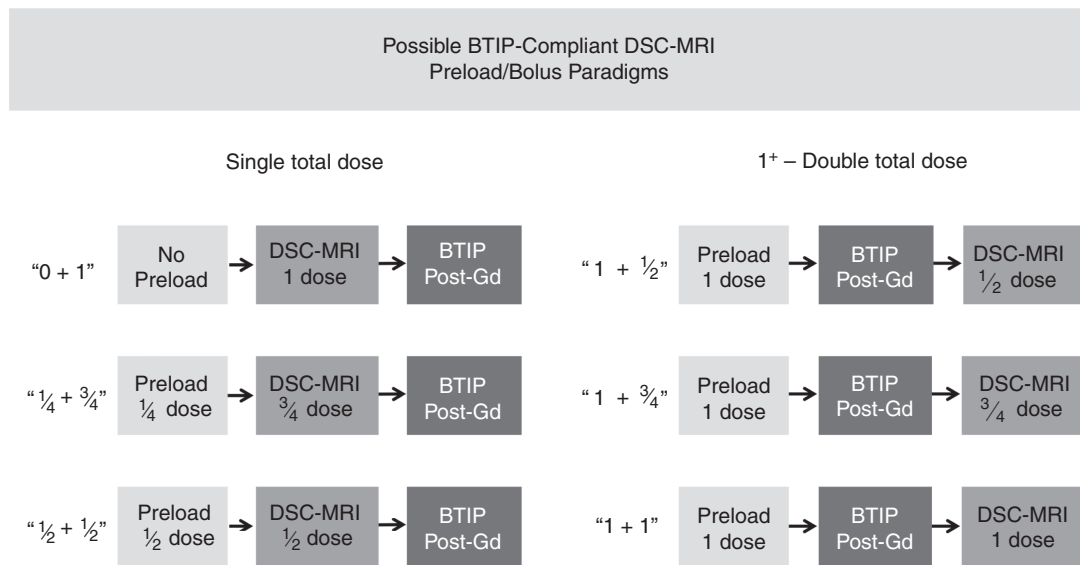 Possible BTIP-Compliant DSC-MRI
Preload/Bolus Paradigms
Single total dose
“0 + 1”
No
Preload
DSC-MRI
1 dose
BTIP
Post-Gd
“¼ + ¾”
Preload
¼ dose
DSC-MRI
¾ dose
BTIP
Post-Gd
“½ + ½”
Preload
½ dose
DSC-MRI
½ dose
BTIP
Post-Gd
1⁺ – Double total dose
“ 1 + ½”
Preload
1 dose
BTIP
Post-Gd
DSC-MRI
½ dose
“ 1 + ¾”
Preload
1 dose
BTIP
Post-Gd
DSC-MRI
¾ dose
“1 + 1”
Preload
1 dose
BTIP
Post-Gd
DSC-MRI
1 dose